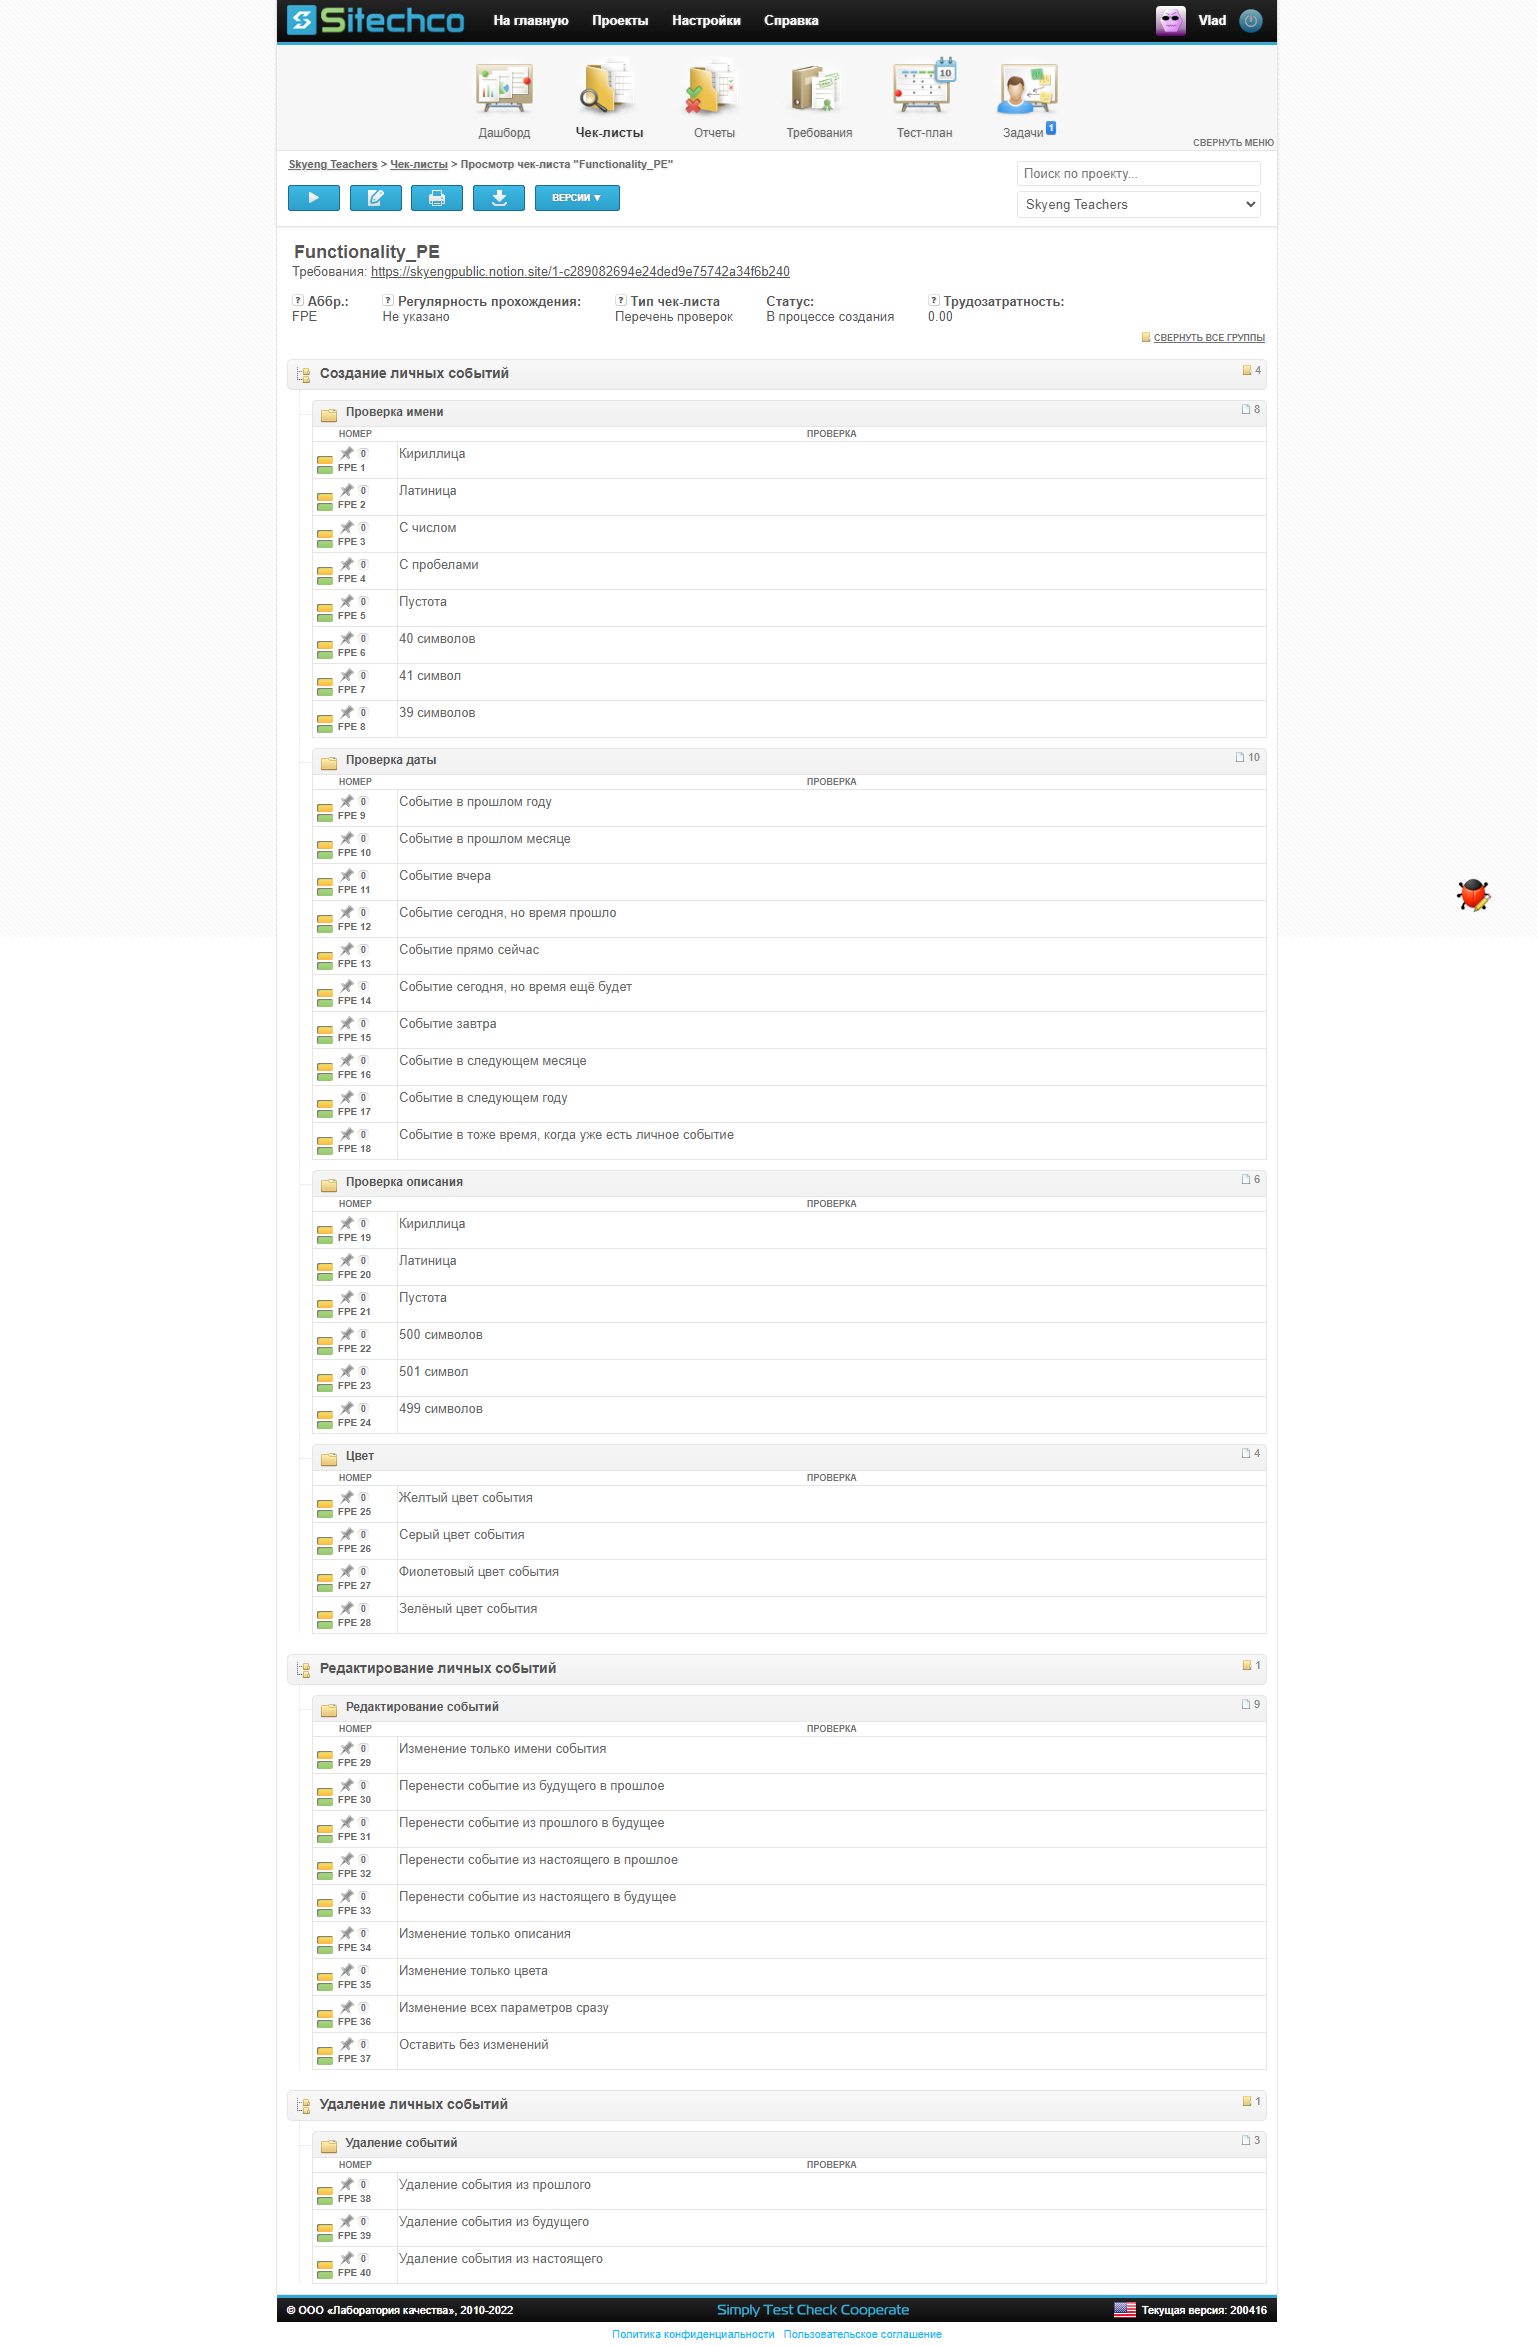 Sitechco На главную Проекты Настройки Справка Vlad
10
Дашборд Чек-листы Отчеты Требования Тест-план Задачи 1
СВЕРНУТЬ МЕНЮ
Skyeng Teachers > Чек-листы > Просмотр чек-листа "Functionality_PE"
Поиск по проекту...
ВЕРСИИ ▼
Skyeng Teachers
Functionality_PE
Требования: https://skyengpublic.notion.site/1-c289082694e24ded9e75742a34f6b240
? Аббр.: ? Регулярность прохождения: ? Тип чек-листа Статус: ? Трудозатратность:
FPE Не указано Перечень проверок В процессе создания 0.00
СВЕРНУТЬ ВСЕ ГРУППЫ
Создание личных событий 4
Проверка имени 8
НОМЕР ПРОВЕРКА
0 Кириллица
FPE 1
0 Латиница
FPE 2
0 С числом
FPE 3
0 С пробелами
FPE 4
0 Пустота
FPE 5
0 40 символов
FPE 6
0 41 символ
FPE 7
0 39 символов
FPE 8
Проверка даты 10
НОМЕР ПРОВЕРКА
0 Событие в прошлом году
FPE 9
0 Событие в прошлом месяце
FPE 10
0 Событие вчера
FPE 11
0 Событие сегодня, но время прошло
FPE 12
0 Событие прямо сейчас
FPE 13
0 Событие сегодня, но время ещё будет
FPE 14
0 Событие завтра
FPE 15
0 Событие в следующем месяце
FPE 16
0 Событие в следующем году
FPE 17
0 Событие в тоже время, когда уже есть личное событие
FPE 18
Проверка описания 6
НОМЕР ПРОВЕРКА
0 Кириллица
FPE 19
0 Латиница
FPE 20
0 Пустота
FPE 21
0 500 символов
FPE 22
0 501 символ
FPE 23
0 499 символов
FPE 24
Цвет 4
НОМЕР ПРОВЕРКА
0 Желтый цвет события
FPE 25
0 Серый цвет события
FPE 26
0 Фиолетовый цвет события
FPE 27
0 Зелёный цвет события
FPE 28
Редактирование личных событий 1
Редактирование событий 9
НОМЕР ПРОВЕРКА
0 Изменение только имени события
FPE 29
0 Перенести событие из будущего в прошлое
FPE 30
0 Перенести событие из прошлого в будущее
FPE 31
0 Перенести событие из настоящего в прошлое
FPE 32
0 Перенести событие из настоящего в будущее
FPE 33
0 Изменение только описания
FPE 34
0 Изменение только цвета
FPE 35
0 Изменение всех параметров сразу
FPE 36
0 Оставить без изменений
FPE 37
Удаление личных событий 1
Удаление событий 3
НОМЕР ПРОВЕРКА
0 Удаление события из прошлого
FPE 38
0 Удаление события из будущего
FPE 39
0 Удаление события из настоящего
FPE 40
© ООО «Лаборатория качества», 2010-2022 Simply Test Check Cooperate Текущая версия: 200416
Политика конфиденциальности Пользовательское соглашение